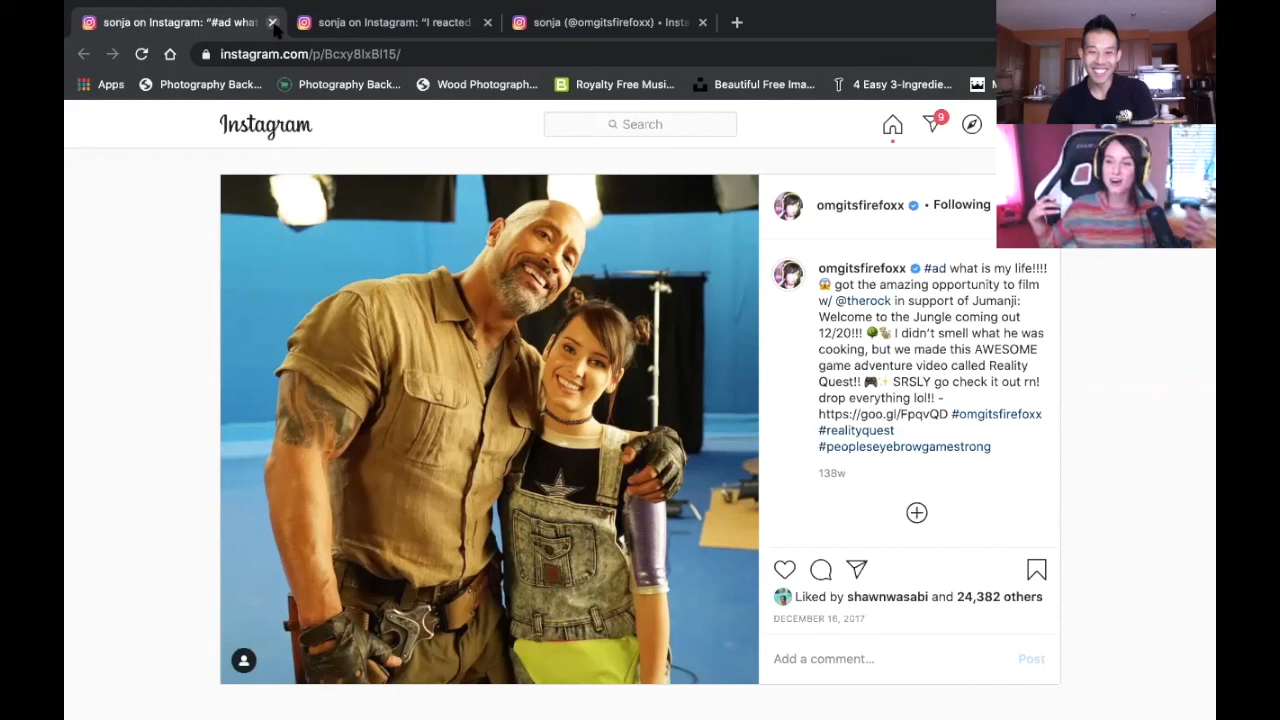 sonja on Instagram: “#ad what
sonja on Instagram: “I reacted
sonja (@omgitsfirefoxx) • Insta
instagram.com/p/Bcxy8lxBl15/
Apps
Photography Back...
Photography Back...
Wood Photograph...
Royalty Free Musi...
Beautiful Free Ima...
4 Easy 3-Ingredie...
Instagram
Search
9
omgitsfirefoxx • Following
omgitsfirefoxx #ad what is my life!!!!
😱 got the amazing opportunity to film
w/ @therock in support of Jumanji:
Welcome to the Jungle coming out
12/20!!! 🌳🐒 I didn’t smell what he was
cooking, but we made this AWESOME
game adventure video called Reality
Quest!! 🎮✨ SRSLY go check it out rn!
drop everything lol!! -
https://goo.gl/FpqvQD #omgitsfirefoxx
#realityquest
#peopleseyebrowgamestrong
138w
Liked by shawnwasabi and 24,382 others
DECEMBER 16, 2017
Add a comment...
Post